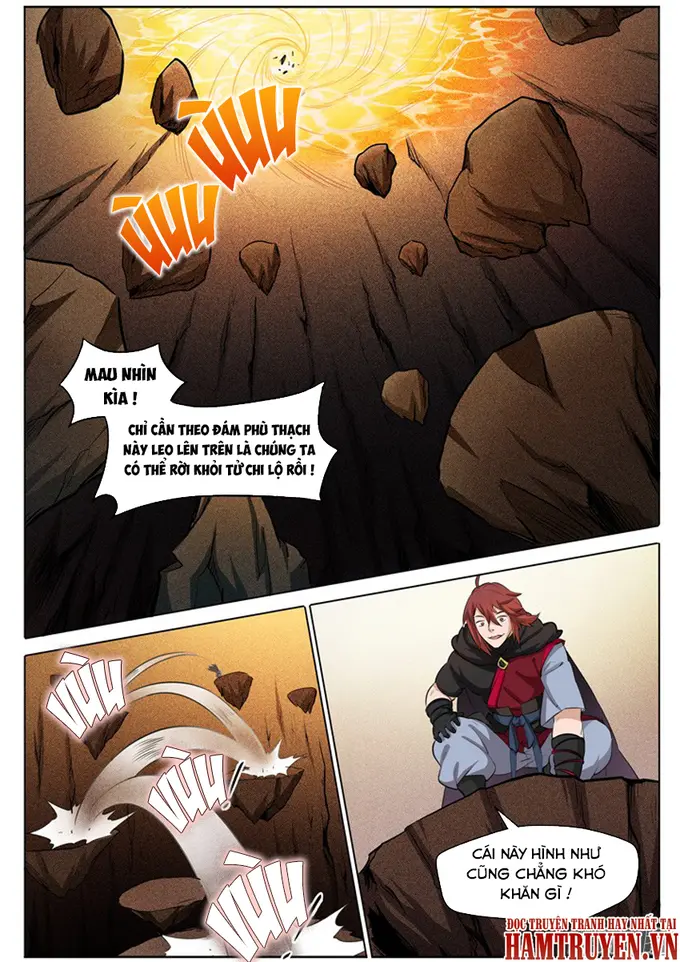 ÙUU
ÙUU
MAU NHÌN
KÌA !
CHỈ CẦN THEO ĐÁM PHÙ THẠCH
NÀY LEO LÊN TRÊN LÀ CHÚNG TA
CÓ THỂ RỜI KHỎI TỬ CHI LỘ RỒI !
VÙU
VÙU
VÙU
CÁI NÀY HÌNH NHƯ
CŨNG CHẲNG KHÓ
KHĂN GÌ !
ĐỌC TRUYỆN TRANH HAY NHẤT TẠI
HAMTRUYEN.VN